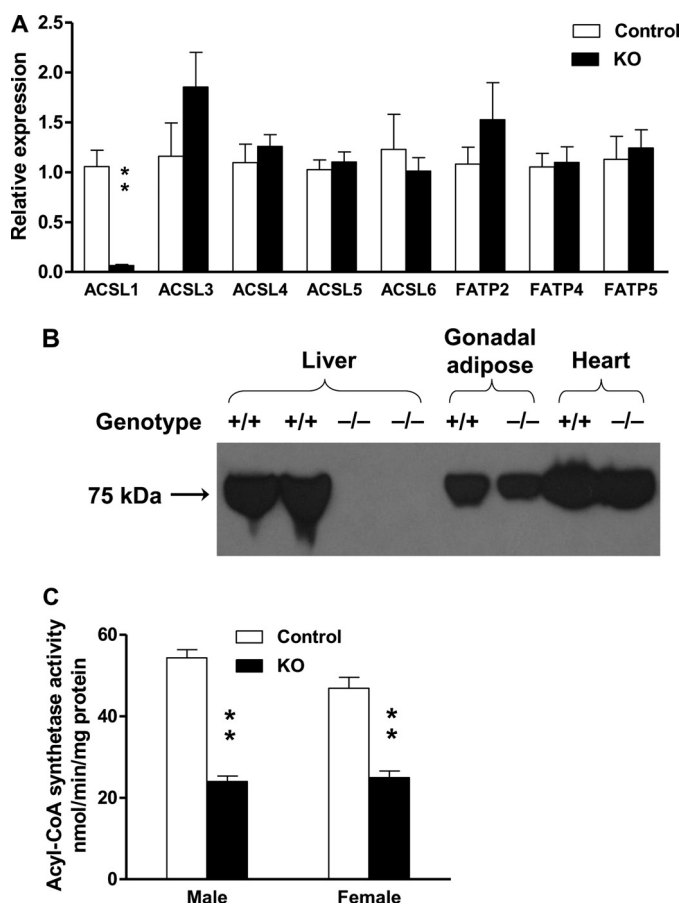 A
Relative expression
2.5
2.0
1.5
1.0
0.5
0.0
Control
KO
*
*
ACSL1 ACSL3 ACSL4 ACSL5 ACSL6 FATP2 FATP4 FATP5
B
Liver
Gonadal
adipose
Heart
Genotype +/+ +/+ –/– –/– +/+ –/– +/+ –/–
75 kDa →
C
Acyl-CoA synthetase activity
nmol/min/mg protein
60
40
20
0
Control
KO
* *
* *
Male Female